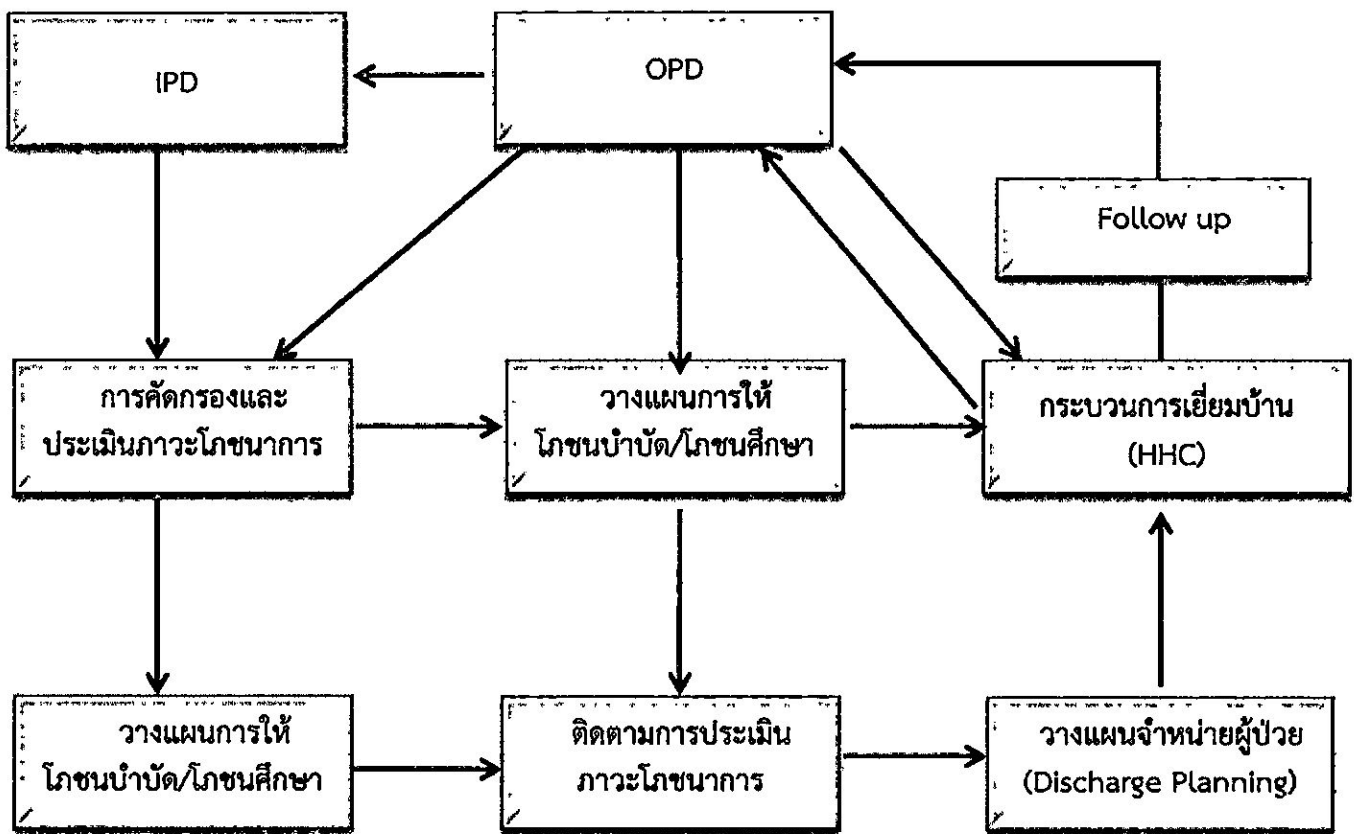 IPD
OPD
Follow up
การคัดกรองและ
ประเมินภาวะโภชนาการ
วางแผนการให้
โภชนบำบัด/โภชนศึกษา
กระบวนการเยี่ยมบ้าน
(HHC)
วางแผนการให้
โภชนบำบัด/โภชนศึกษา
ติดตามการประเมิน
ภาวะโภชนาการ
วางแผนจำหน่ายผู้ป่วย
(Discharge Planning)